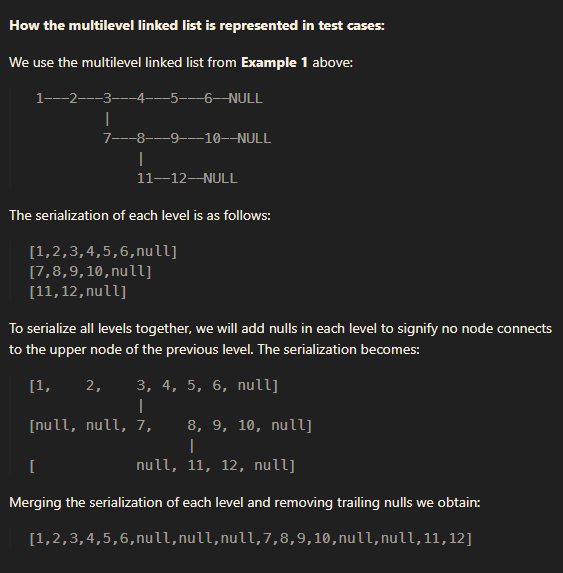 How the multilevel linked list is represented in test cases:
We use the multilevel linked list from Example 1 above:
1---2---3---4---5---6--NULL
|
7---8---9---10--NULL
|
11--12--NULL
The serialization of each level is as follows:
[1,2,3,4,5,6,null]
[7,8,9,10,null]
[11,12,null]
To serialize all levels together, we will add nulls in each level to signify no node connects
to the upper node of the previous level. The serialization becomes:
[1,    2,    3, 4, 5, 6, null]
|
[null, null, 7,    8, 9, 10, null]
|
[            null, 11, 12, null]
Merging the serialization of each level and removing trailing nulls we obtain:
[1,2,3,4,5,6,null,null,null,7,8,9,10,null,null,11,12]